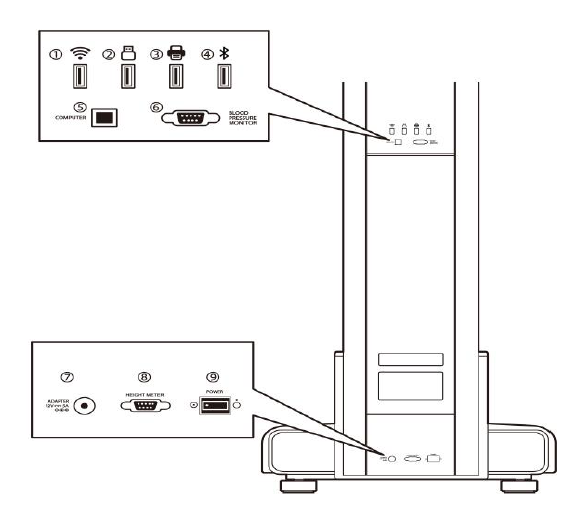 ① ② ③ ④
⑤ ⑥
COMPUTER
BLOOD
PRESSURE
MONITOR
⑦ ⑧ ⑨
ADAPTER
12V 5A
HEIGHT METER
POWER